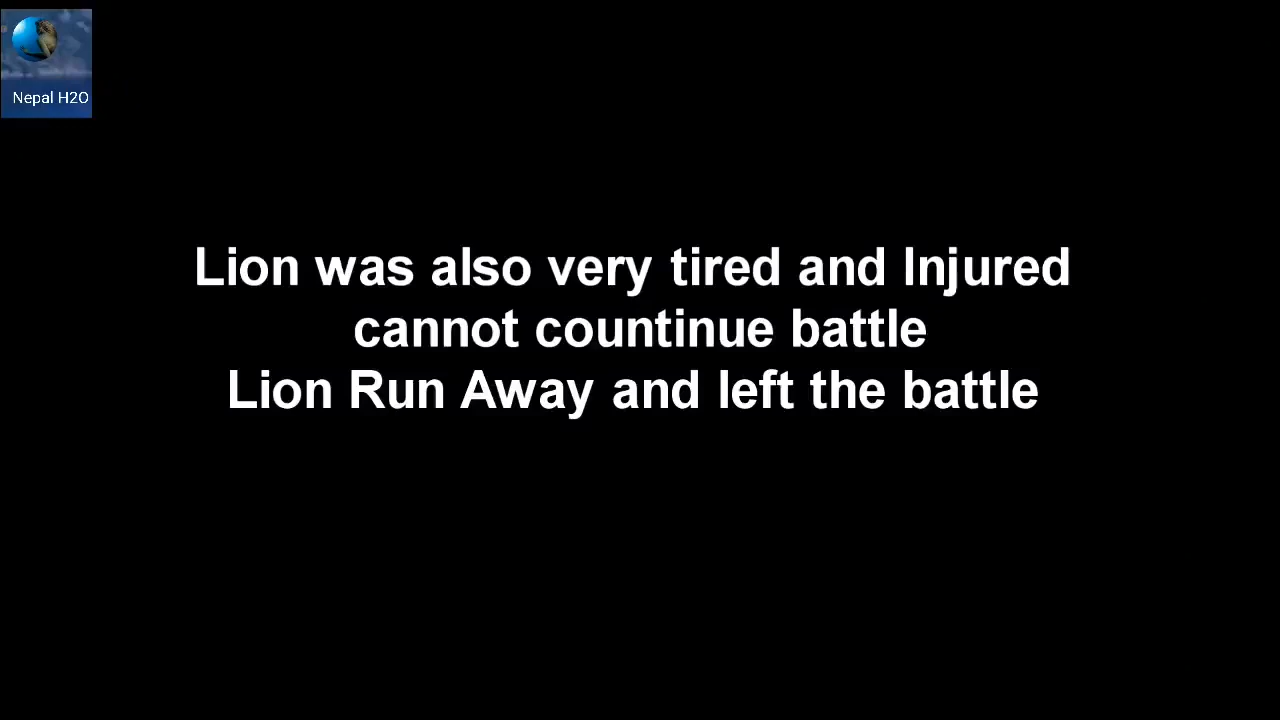 Nepal H2O
Lion was also very tired and Injured
cannot countinue battle
Lion Run Away and left the battle